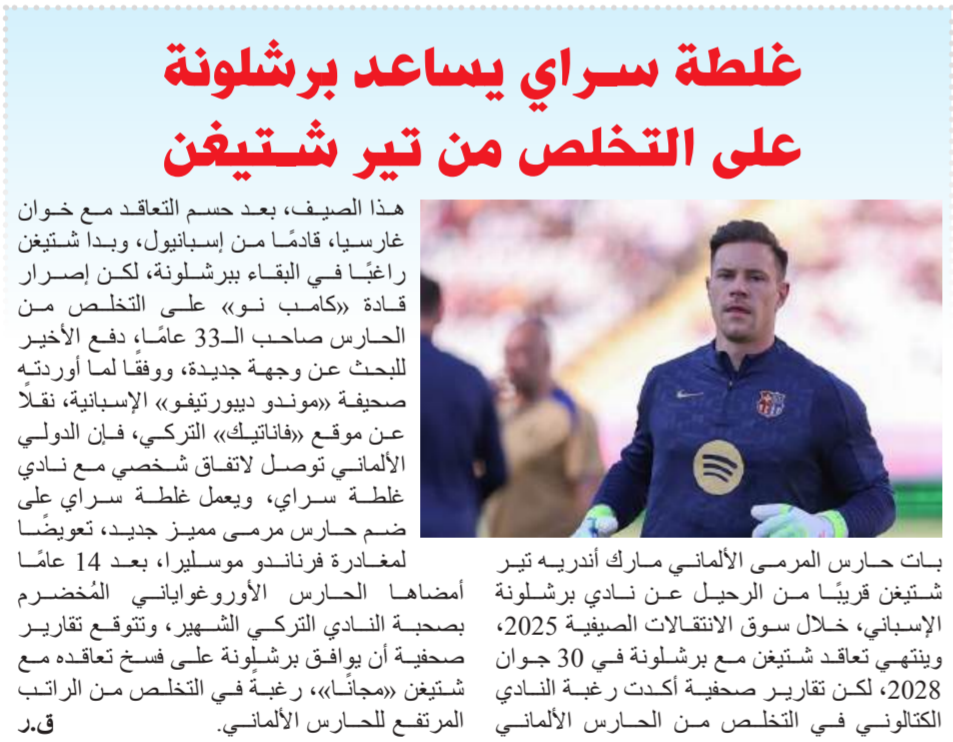 غلطة سراي يساعد برشلونة
على التخلص من تير شتيغن
بات حارس المرمى الألماني مارك أندريه تير
شتيغن قريبًا من الرحيل عن نادي برشلونة
الإسباني، خلال سوق الانتقالات الصيفية 2025،
وينتهي تعاقد شتيغن مع برشلونة في 30 جوان
2028، لكن تقارير صحفية أكدت رغبة النادي
الكتالوني في التخلص من الحارس الألماني
هذا الصيف، بعد حسم التعاقد مع خوان
غارسيا، قادمًا من إسبانيول، وبدا شتيغن
راغبًا في البقاء ببرشلونة، لكن إصرار
قادة «كامب نو» على التخلص من
الحارس صاحب الـ33 عامًا، دفع الأخير
للبحث عن وجهة جديدة، ووفقًا لما أوردته
صحيفة «موندو ديبورتيفو» الإسبانية، نقلًا
عن موقع «فاناتيك» التركي، فإن الدولي
الألماني توصل لاتفاق شخصي مع نادي
غلطة سراي، ويعمل غلطة سراي على
ضم حارس مرمى مميز جديد، تعويضًا
لمغادرة فرناندو موسليرا، بعد 14 عامًا
أمضاها الحارس الأوروغواياني المُخضرم
بصحبة النادي التركي الشهير، وتتوقع تقارير
صحفية أن يوافق برشلونة على فسخ تعاقده مع
شتيغن «مجانًا»، رغبةً في التخلص من الراتب
المرتفع للحارس الألماني. ق.ر